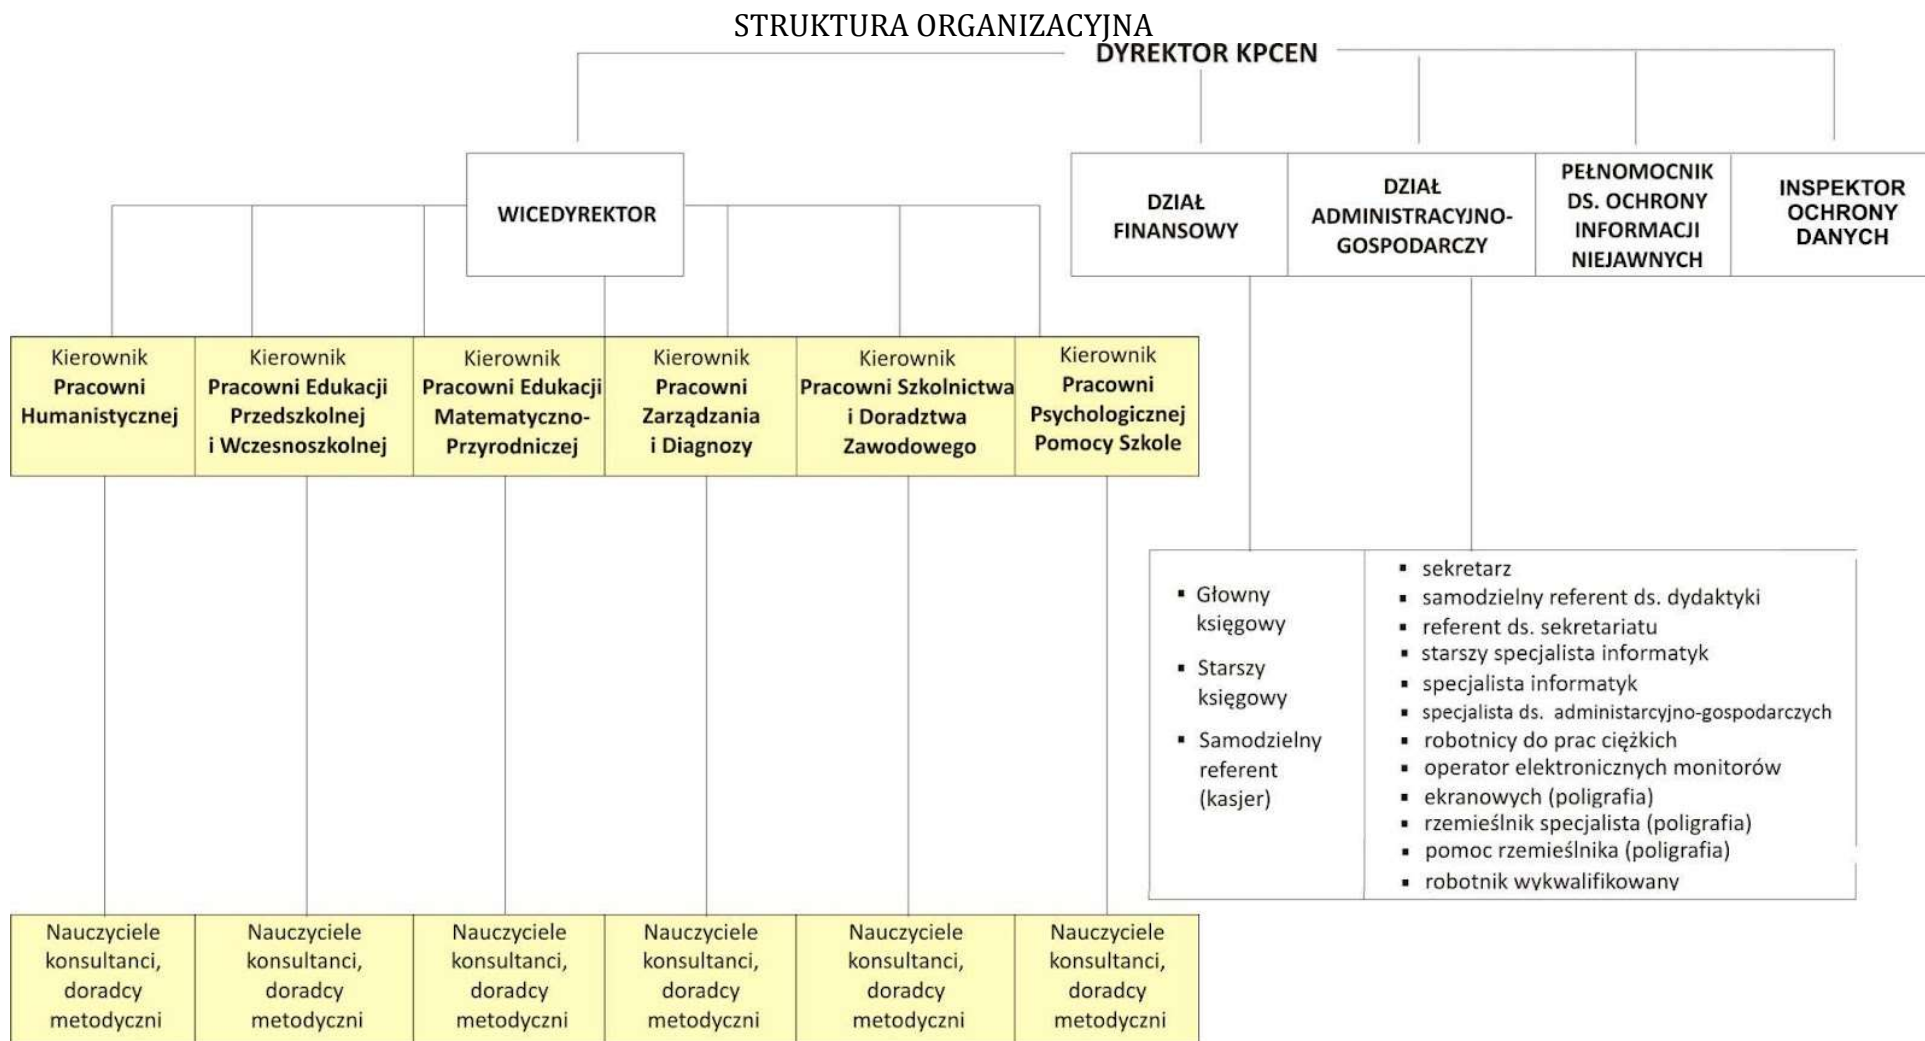 STRUKTURA ORGANIZACYJNA
DYREKTOR KPCEN
WICEDYREKTOR
DZIAŁ
FINANSOWY
DZIAŁ
ADMINISTRACYJNO-
GOSPODARCZY
PEŁNOMOCNIK
DS. OCHRONY
INFORMACJI
NIEJAWNYCH
INSPEKTOR
OCHRONY
DANYCH
Kierownik
Pracowni
Humanistycznej
Kierownik
Pracowni Edukacji
Przedszkolnej
i Wczesnoszkolnej
Kierownik
Pracowni Edukacji
Matematyczno-
Przyrodniczej
Kierownik
Pracowni
Zarządzania
i Diagnozy
Kierownik
Pracowni Szkolnictwa
i Doradztwa
Zawodowego
Kierownik
Pracowni
Psychologicznej
Pomocy Szkole
▪ Głowny
księgowy
▪ Starszy
księgowy
▪ Samodzielny
referent
(kasjer)
▪ sekretarz
▪ samodzielny referent ds. dydaktyki
▪ referent ds. sekretariatu
▪ starszy specjalista informatyk
▪ specjalista informatyk
▪ specjalista ds. administarcyjno-gospodarczych
▪ robotnicy do prac ciężkich
▪ operator elektronicznych monitorów
▪ ekranowych (poligrafia)
▪ rzemieślnik specjalista (poligrafia)
▪ pomoc rzemieślnika (poligrafia)
▪ robotnik wykwalifikowany
Nauczyciele
konsultanci,
doradcy
metodyczni
Nauczyciele
konsultanci,
doradcy
metodyczni
Nauczyciele
konsultanci,
doradcy
metodyczni
Nauczyciele
konsultanci,
doradcy
metodyczni
Nauczyciele
konsultanci,
doradcy
metodyczni
Nauczyciele
konsultanci,
doradcy
metodyczni